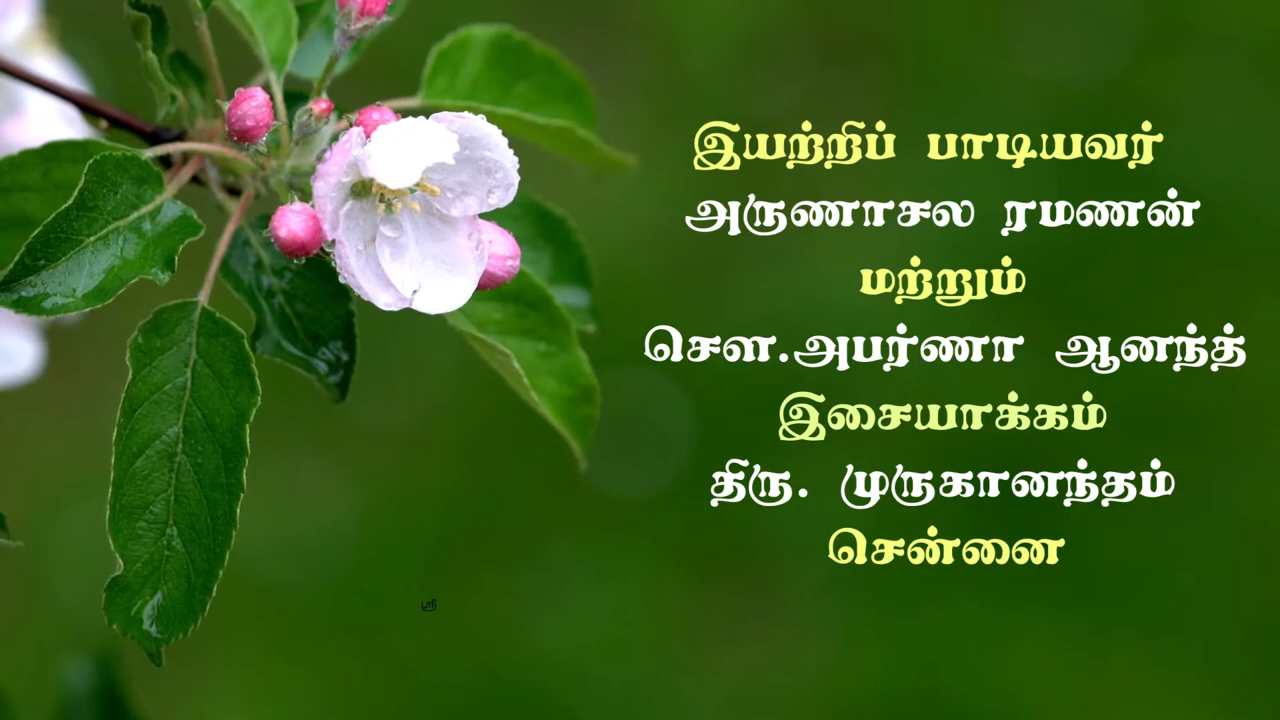 இயற்றிப் பாடியவர்
அருணாசல ரமணன்
மற்றும்
சௌ.அபர்ணா ஆனந்த்
இசையாக்கம்
திரு. முருகானந்தம்
சென்னை
ஸ்ரீ